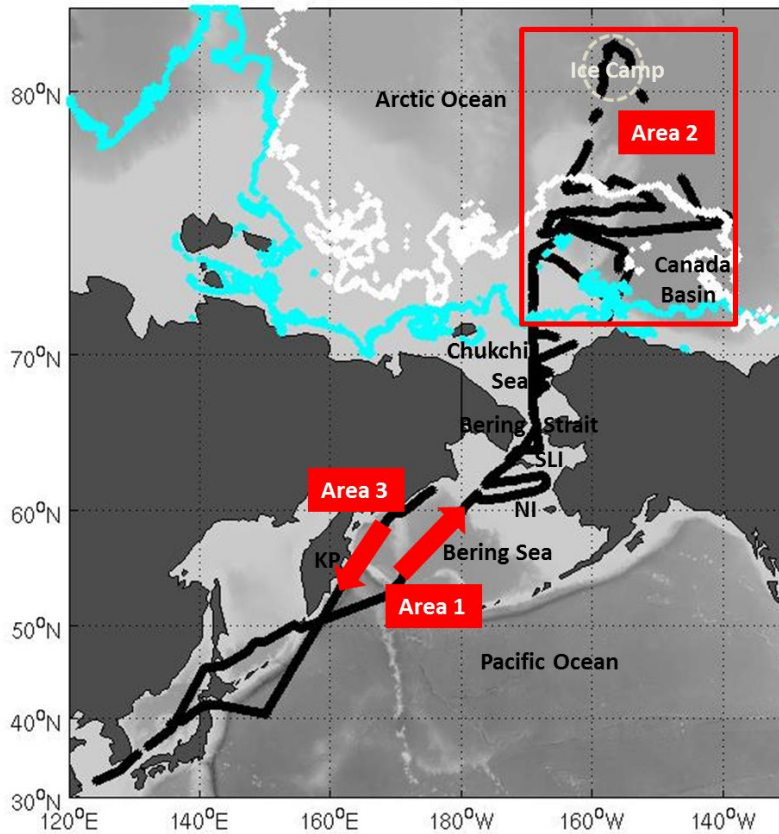 80°N
Arctic Ocean
Ice Camp
Area 2
Canada
Basin
70°N
Chukchi
Sea
Bering Strait
SLI
Area 3
60°N
NI
KP
Bering Sea
Area 1
50°N
Pacific Ocean
40°N
30°N
120°E
140°E
160°E
180°W
160°W
140°W